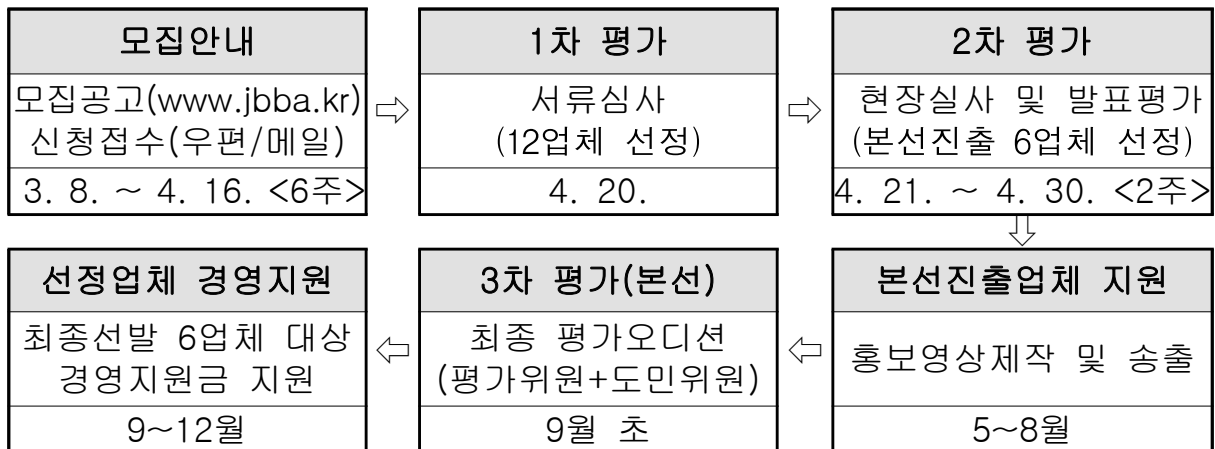 모집안내
모집공고(www.jbba.kr)
신청접수(우편/메일)
3. 8. ~ 4. 16. <6주>
⇨
1차 평가
서류심사
(12업체 선정)
4. 20.
⇨
2차 평가
현장실사 및 발표평가
(본선진출 6업체 선정)
4. 21. ~ 4. 30. <2주>
⇩
본선진출업체 지원
홍보영상제작 및 송출
5~8월
⇦
3차 평가(본선)
최종 평가오디션
(평가위원+도민위원)
9월 초
⇦
선정업체 경영지원
최종선발 6업체 대상
경영지원금 지원
9~12월